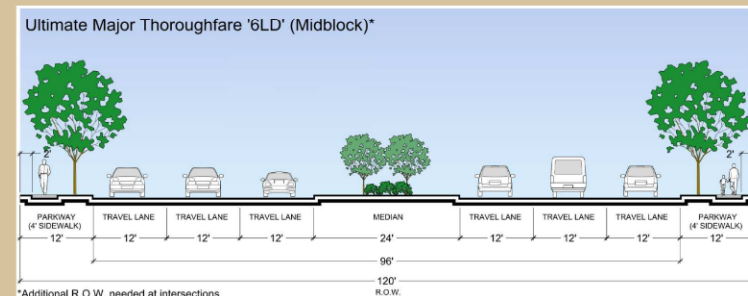 Ultimate Major Thoroughfare '6LD' (Midblock)*
2' 2'
PARKWAY TRAVEL LANE TRAVEL LANE TRAVEL LANE MEDIAN TRAVEL LANE TRAVEL LANE TRAVEL LANE PARKWAY
(4' SIDEWALK) (4' SIDEWALK)
12' 12' 12' 12' 24' 12' 12' 12' 12'
96'
120'
R.O.W.
*Additional R.O.W. needed at intersections